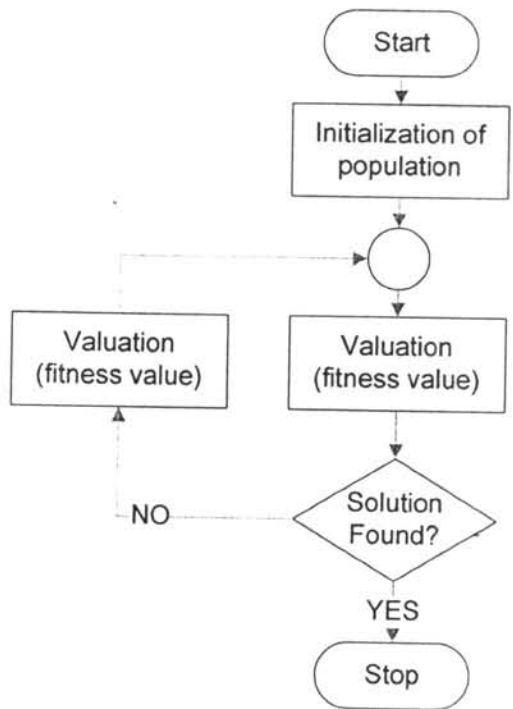 Start
Initialization of
population
Valuation
(fitness value)
Valuation
(fitness value)
Solution
Found?
NO
YES
Stop